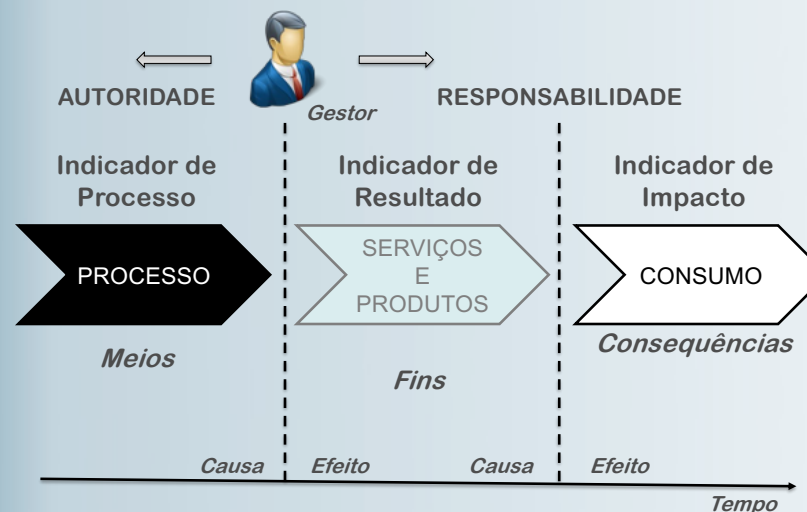 AUTORIDADE
Gestor
RESPONSABILIDADE
Indicador de
Processo
Indicador de
Resultado
Indicador de
Impacto
PROCESSO
SERVIÇOS
E
PRODUTOS
CONSUMO
Meios
Fins
Consequências
Causa
Efeito
Causa
Efeito
Tempo